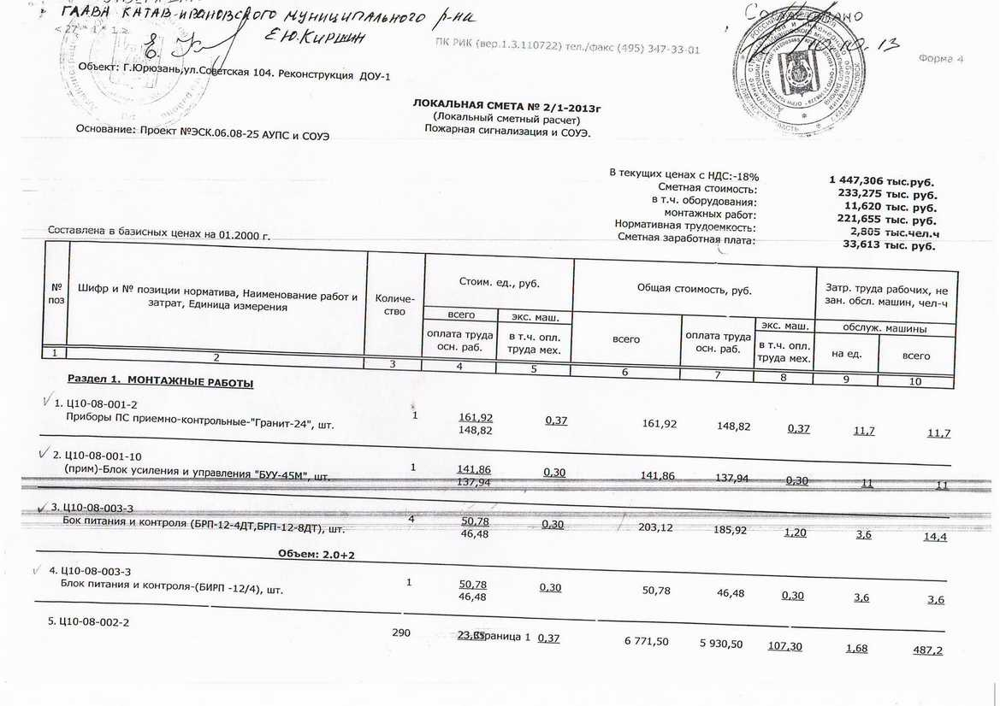 ГЛАВА КАТАВ-ИВАНОВСКОГО МУНИЦИПАЛЬНОГО Р-НА
Е.Ю.КИРШИН
СОГЛАСОВАНО
10.13
ПК РИК (вер.1.3.110722) тел./факс (495) 347-33-01
Форма 4
Объект: Г.Юрюзань,ул.Советская 104. Реконструкция ДОУ-1
ЛОКАЛЬНАЯ СМЕТА № 2/1-2013г
(Локальный сметный расчет)
Пожарная сигнализация и СОУЭ.
Основание: Проект №ЭСК.06.08-25 АУПС и СОУЭ
В текущих ценах с НДС:-18% 1 447,306 тыс.руб.
Сметная стоимость: 233,275 тыс. руб.
в т.ч. оборудования: 11,620 тыс. руб.
монтажных работ: 221,655 тыс. руб.
Нормативная трудоемкость: 2,805 тыс.чел.ч
Сметная заработная плата: 33,613 тыс. руб.
Составлена в базисных ценах на 01.2000 г.
№ поз
Шифр и № позиции норматива, Наименование работ и затрат, Единица измерения
Количе-ство
Стоим. ед., руб.
Общая стоимость, руб.
Затр. труда рабочих, не зан. обсл. машин, чел-ч
всего экс. маш. всего оплата труда осн. раб. экс. маш. обслуж. машины
оплата труда осн. раб. в т.ч. опл. труда мех. в т.ч. опл. труда мех. на ед. всего
1 2 3 4 5 6 7 8 9 10
Раздел 1. МОНТАЖНЫЕ РАБОТЫ
1. Ц10-08-001-2
Приборы ПС приемно-контрольные-"Гранит-24", шт. 1 161,92 0,37 161,92 148,82 0,37 11,7 11,7
148,82
2. Ц10-08-001-10
(прим)-Блок усиления и управления "БУУ-45М", шт. 1 141,86 0,30 141,86 137,94 0,30 11 11
137,94
3. Ц10-08-003-3
Бок питания и контроля (БРП-12-4ДТ,БРП-12-8ДТ), шт. 4 50,78 0,30 203,12 185,92 1,20 3,6 14,4
46,48
Объем: 2.0+2
4. Ц10-08-003-3
Блок питания и контроля-(БИРП -12/4), шт. 1 50,78 0,30 50,78 46,48 0,30 3,6 3,6
46,48
5. Ц10-08-002-2
290 0,37 6 771,50 5 930,50 107,30 1,68 487,2
Страница 1